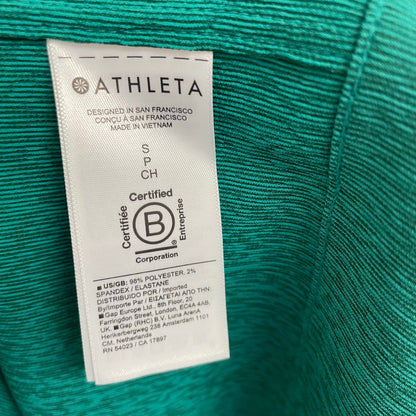 ATHLETA
DESIGNED IN SAN FRANCISCO
CONÇU À SAN FRANCISCO
MADE IN VIETNAM
S
P
CH
Certified
Certifiée
B
Entreprise
Corporation
■ US/GB: 98% POLYESTER, 2%
SPANDEX / ELASTANE
DISTRIBUIDO POR / Imported
By/Importe Par / ΕΙΣΑΓΕΤΑΙ ΑΠΟ ΤΗΝ:
■ Gap Europe Ltd., 8th Floor, 20
Farringdon Street, London, EC4A 4AB,
■ Gap (RHC) B.V. Luna ArenA
Herikerbergweg 238 Amsterdam 1101
CM, Netherlands
RN 54023 / CA 17897